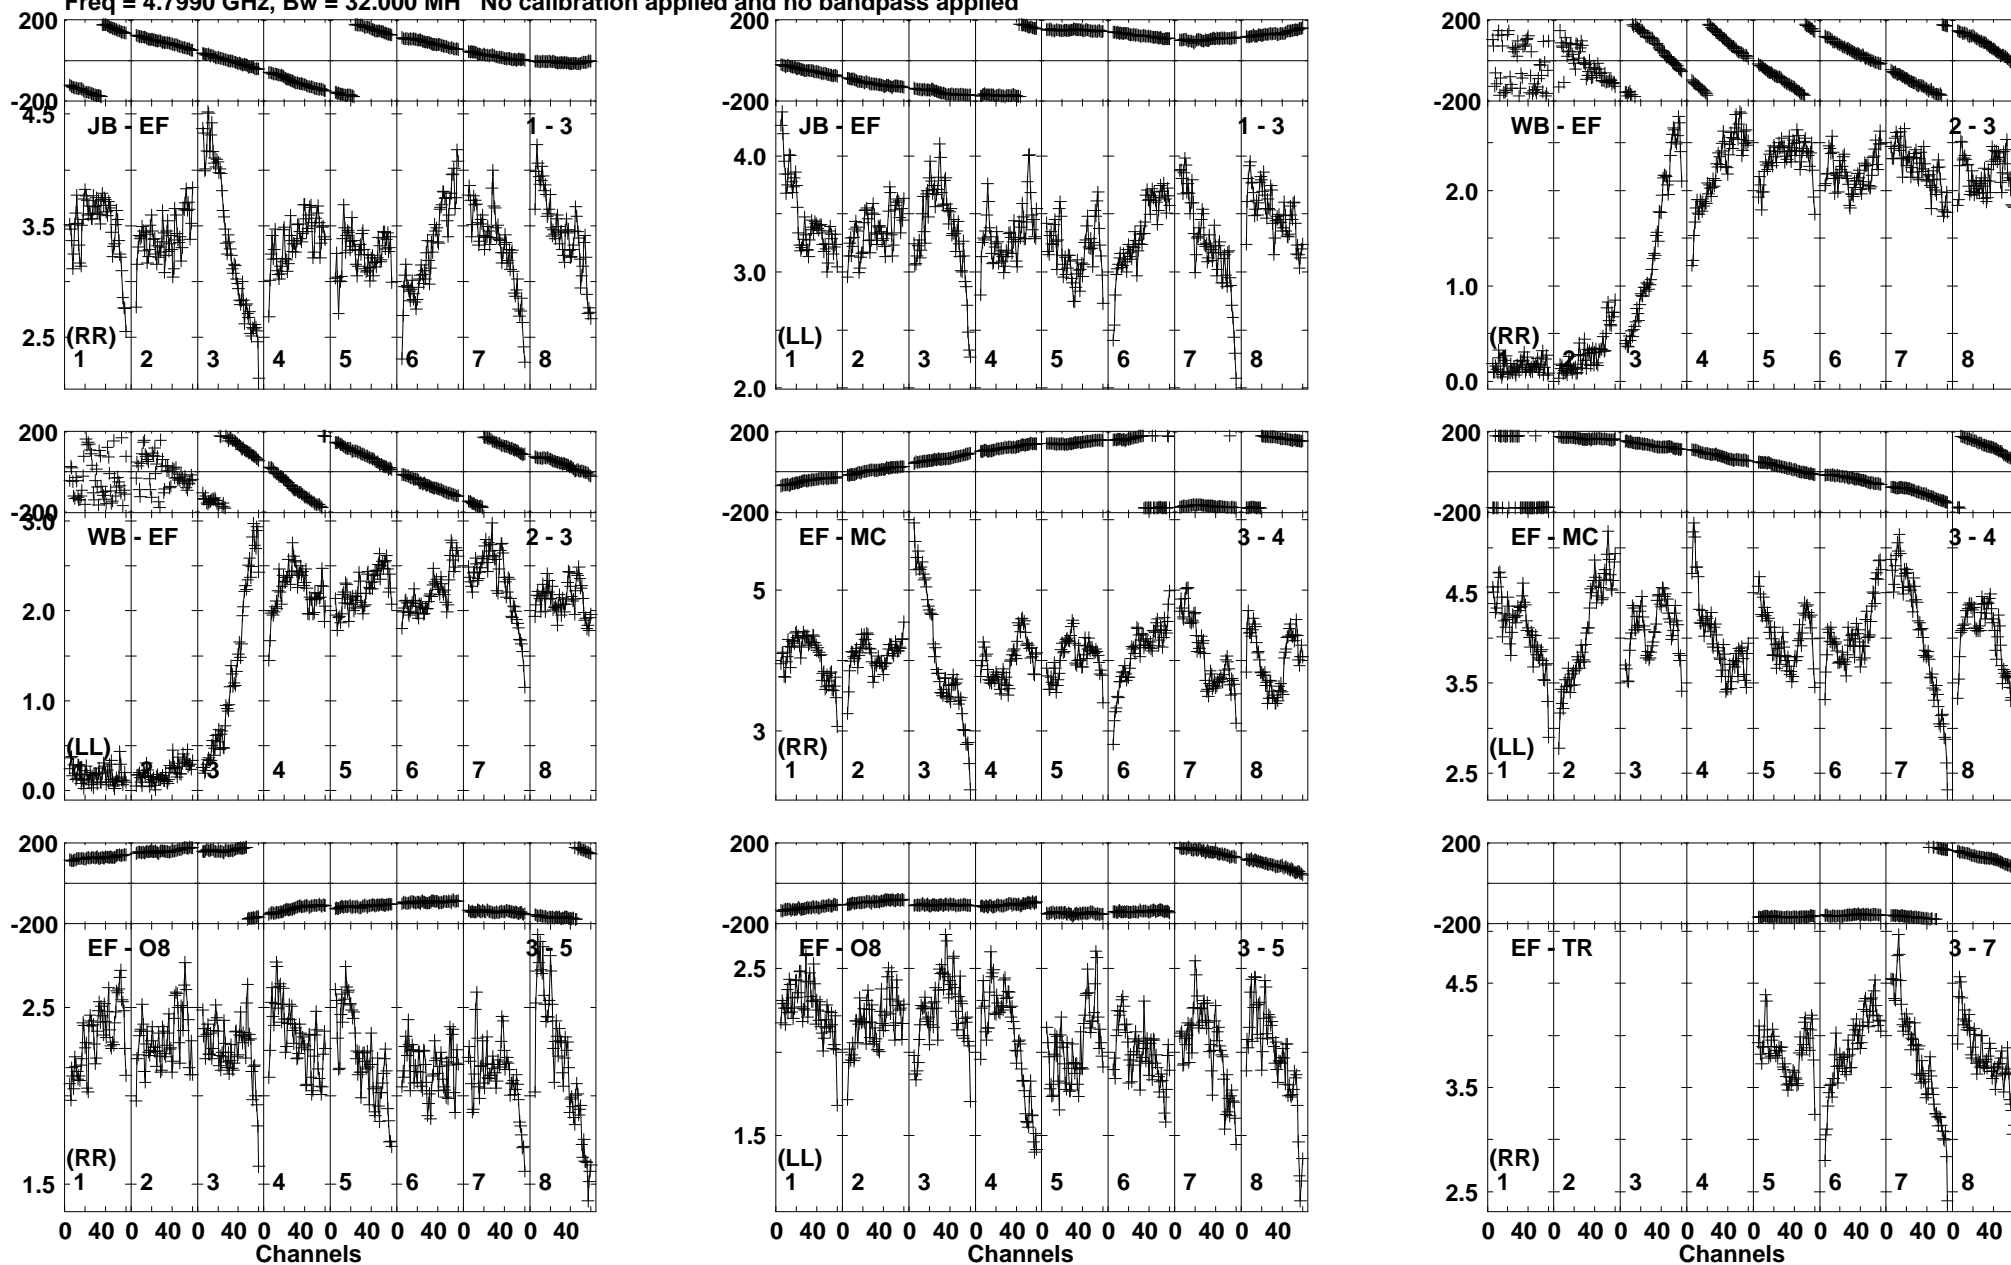 Freq = 4.7990 GHz, Bw = 32.000 MH   No calibration applied and no bandpass applied
200 200 200
-200 -200 -200
JB - EF 1 - 3 JB - EF 1 - 3 WB - EF 2 - 3
4.5 3.5 2.5
4.0 3.0 2.0
2.0 1.0 0.0
(RR) (LL) (RR)
1 2 3 4 5 6 7 8
1 2 3 4 5 6 7 8
1 2 3 4 5 6 7 8
200 200 200
-200 -200 -200
WB - EF 2 - 3 EF - MC 3 - 4 EF - MC 3 - 4
3.0 2.0 1.0 0.0
5 3
4.5 3.5 2.5
(LL) (RR) (LL)
1 2 3 4 5 6 7 8
1 2 3 4 5 6 7 8
1 2 3 4 5 6 7 8
200 200 200
-200 -200 -200
EF - O8 3 - 5 EF - O8 3 - 5 EF - TR 3 - 7
2.5 1.5
2.5 1.5
4.5 3.5 2.5
(RR) (LL) (RR)
1 2 3 4 5 6 7 8
1 2 3 4 5 6 7 8
1 2 3 4 5 6 7 8
0 40 0 40 0 40 0 40 0 40 0 40 0 40 0 40
0 40 0 40 0 40 0 40 0 40 0 40 0 40 0 40
0 40 0 40 0 40 0 40 0 40 0 40 0 40 0 40
Channels Channels Channels